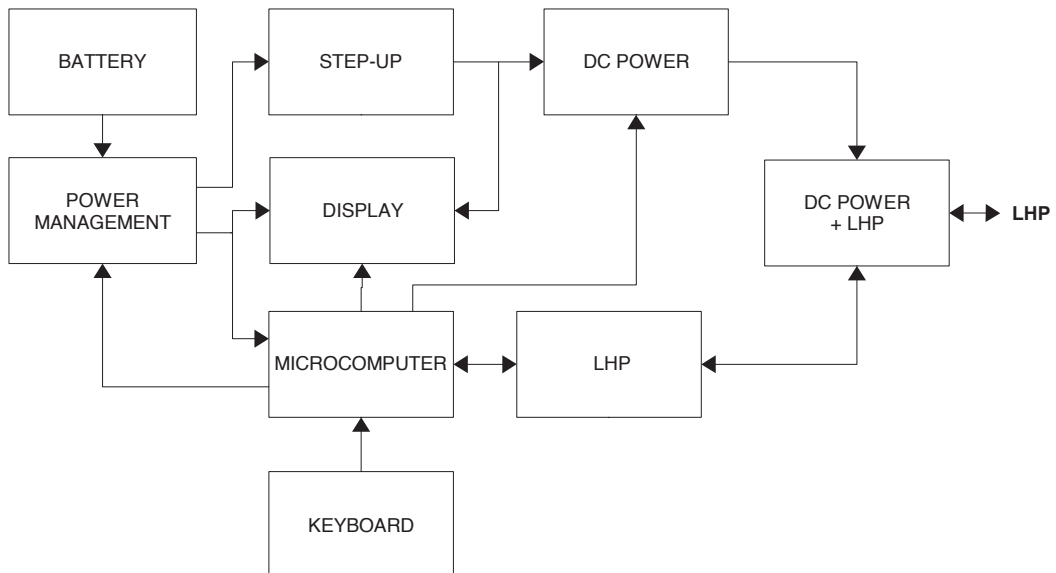 BATTERY
STEP-UP
DC POWER
POWER
MANAGEMENT
DISPLAY
DC POWER
+ LHP
LHP
MICROCOMPUTER
LHP
KEYBOARD